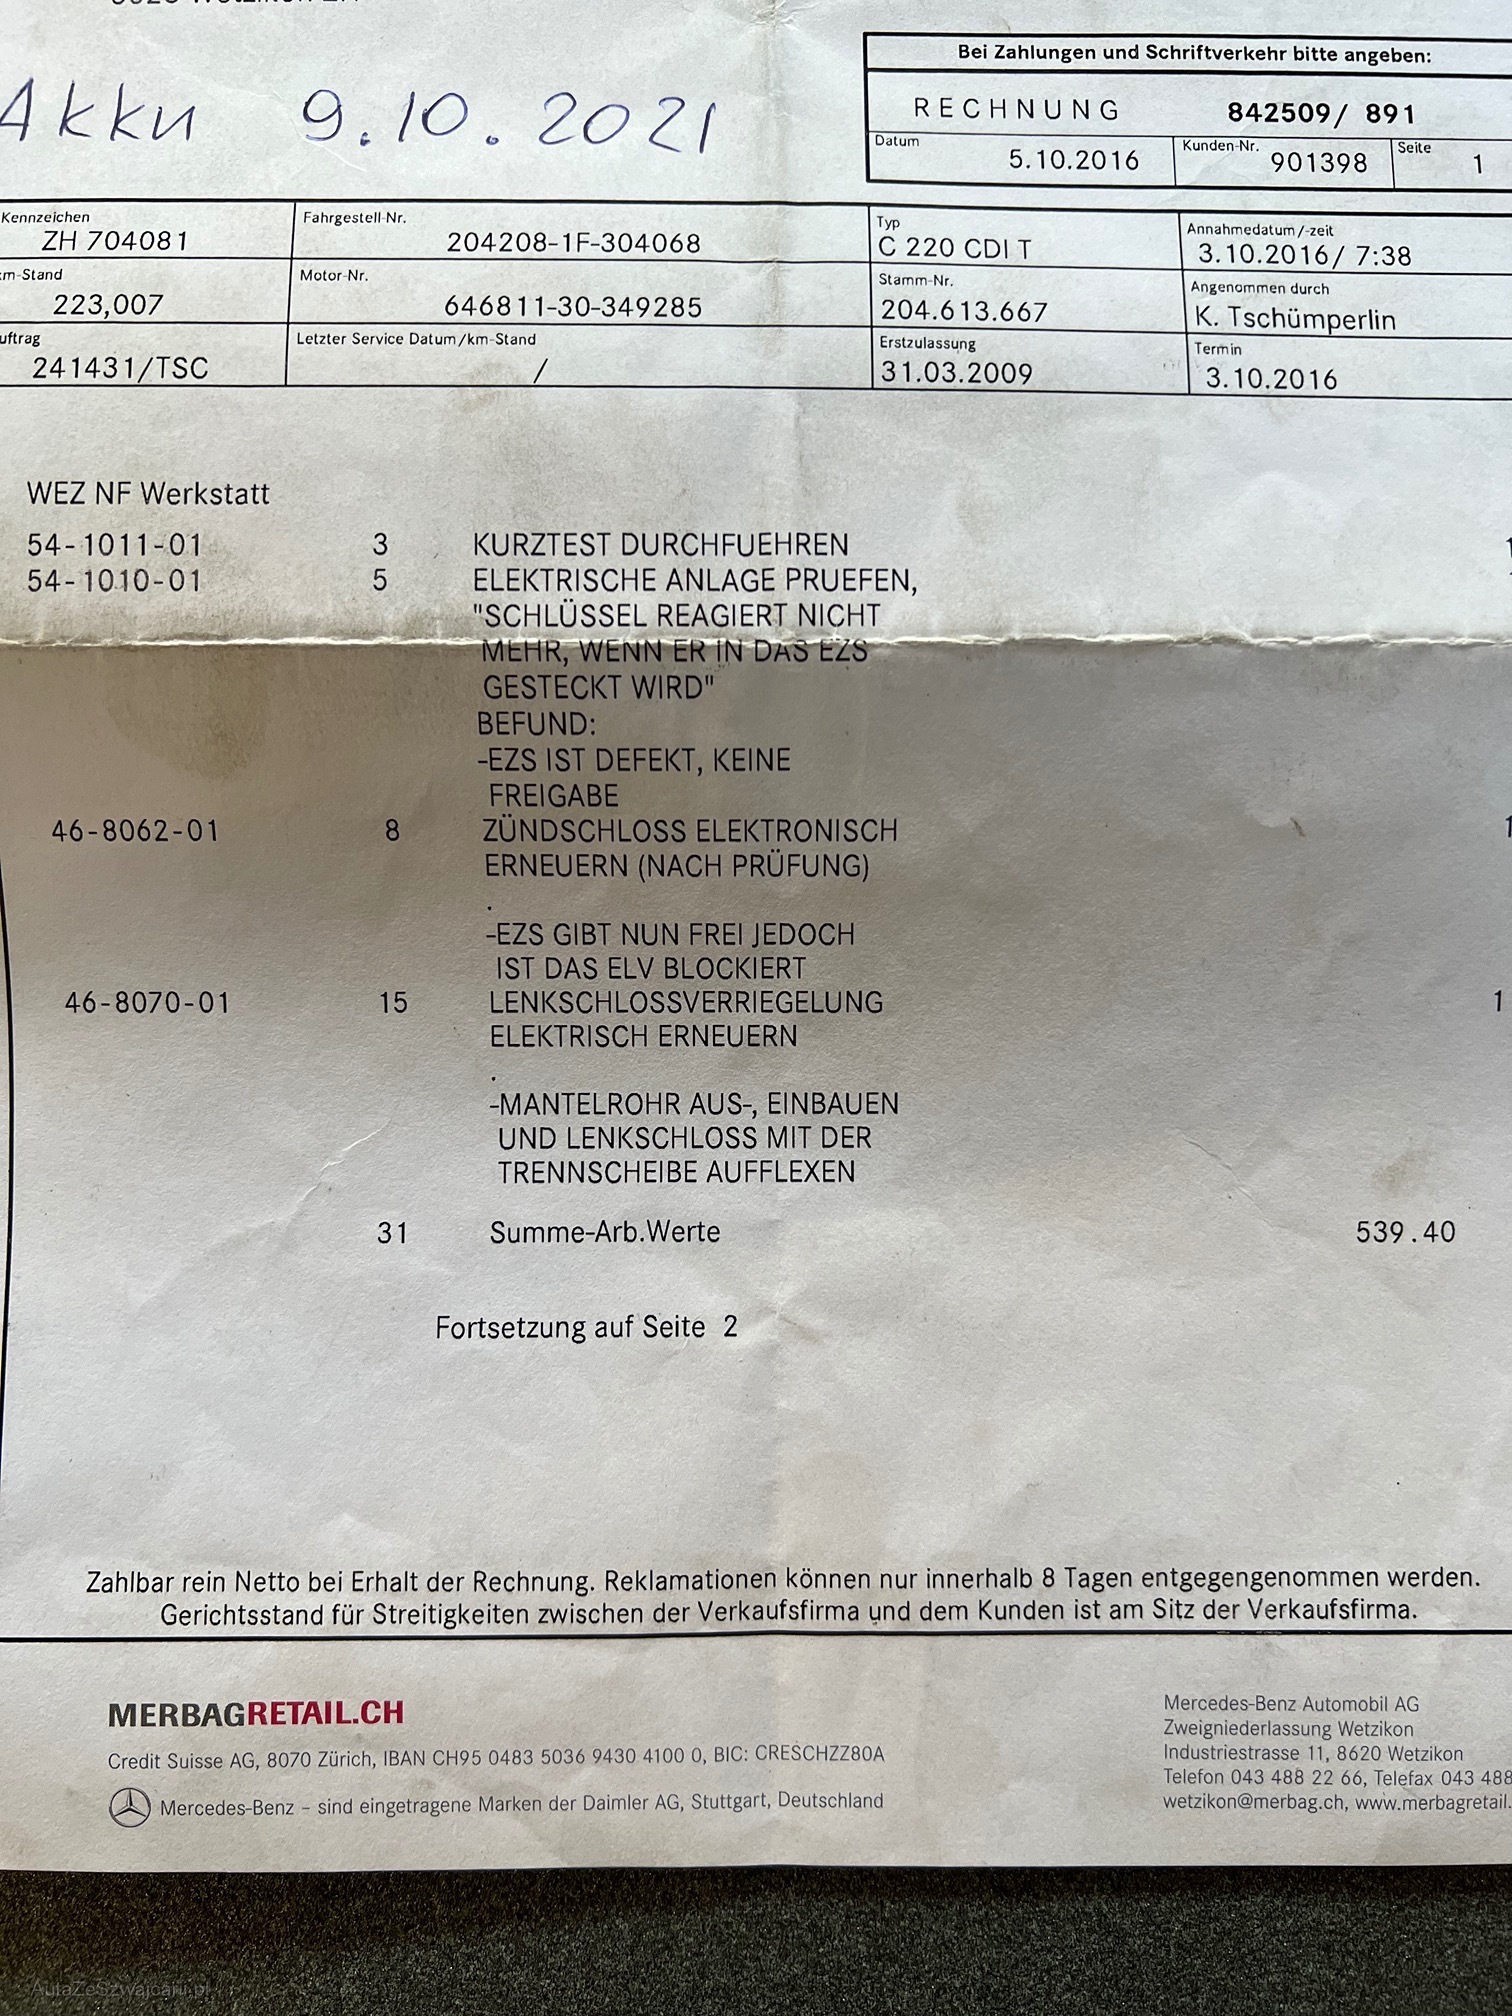 Bei Zahlungen und Schriftverkehr bitte angeben:
Akku 9.10.2021
RECHNUNG 842509/ 891
Datum 5.10.2016 Kunden-Nr. 901398 Seite 1
Kennzeichen ZH 704081 Fahrgestell-Nr. 204208-1F-304068 Typ C 220 CDI T Annahmedatum/-zeit 3.10.2016/ 7:38
km-Stand 223,007 Motor-Nr. 646811-30-349285 Stamm-Nr. 204.613.667 Angenommen durch K. Tschümperlin
uftrag 241431/TSC Letzter Service Datum/km-Stand / Erstzulassung 31.03.2009 Termin 3.10.2016
WEZ NF Werkstatt
54-1011-01 3 KURZTEST DURCHFUEHREN 1
54-1010-01 5 ELEKTRISCHE ANLAGE PRUEFEN,
"SCHLÜSSEL REAGIERT NICHT
MEHR, WENN ER IN DAS EZS
GESTECKT WIRD"
BEFUND:
-EZS IST DEFEKT, KEINE
FREIGABE
46-8062-01 8 ZÜNDSCHLOSS ELEKTRONISCH 1
ERNEUERN (NACH PRÜFUNG)
.
-EZS GIBT NUN FREI JEDOCH
IST DAS ELV BLOCKIERT
46-8070-01 15 LENKSCHLOSSVERRIEGELUNG 1
ELEKTRISCH ERNEUERN
.
-MANTELROHR AUS-, EINBAUEN
UND LENKSCHLOSS MIT DER
TRENNSCHEIBE AUFFLEXEN
31 Summe-Arb.Werte 539.40
Fortsetzung auf Seite 2
Zahlbar rein Netto bei Erhalt der Rechnung. Reklamationen können nur innerhalb 8 Tagen entgegengenommen werden.
Gerichtsstand für Streitigkeiten zwischen der Verkaufsfirma und dem Kunden ist am Sitz der Verkaufsfirma.
MERBAGRETAIL.CH
Credit Suisse AG, 8070 Zürich, IBAN CH95 0483 5036 9430 4100 0, BIC: CRESCHZZ80A
Mercedes-Benz – sind eingetragene Marken der Daimler AG, Stuttgart, Deutschland
Mercedes-Benz Automobil AG
Zweigniederlassung Wetzikon
Industriestrasse 11, 8620 Wetzikon
Telefon 043 488 22 66, Telefax 043 488
wetzikon@merbag.ch, www.merbagretail.
AutaZeSzwajcarii.pl